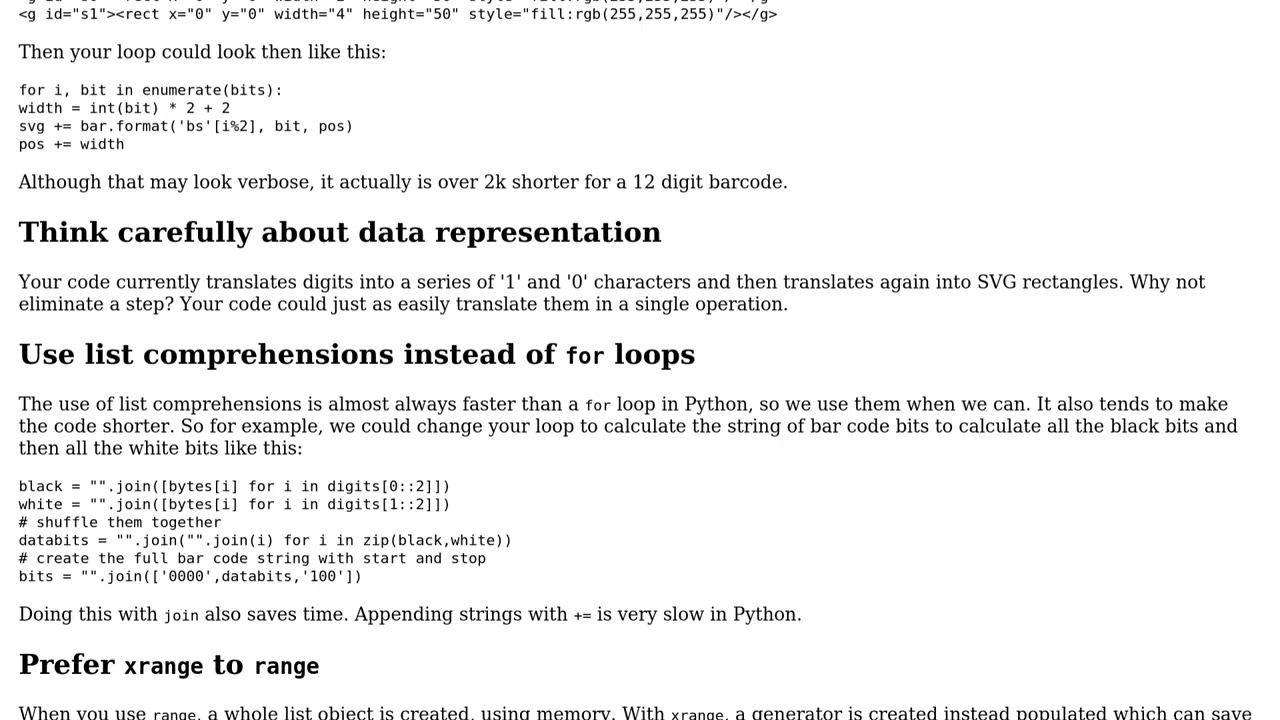 <g id="s1"><rect x="0" y="0" width="4" height="50" style="fill:rgb(255,255,255)"/></g>
Then your loop could look then like this:
for i, bit in enumerate(bits):
width = int(bit) * 2 + 2
svg += bar.format('bs'[i%2], bit, pos)
pos += width
Although that may look verbose, it actually is over 2k shorter for a 12 digit barcode.
Think carefully about data representation
Your code currently translates digits into a series of '1' and '0' characters and then translates again into SVG rectangles. Why not
eliminate a step? Your code could just as easily translate them in a single operation.
Use list comprehensions instead of for loops
The use of list comprehensions is almost always faster than a for loop in Python, so we use them when we can. It also tends to make
the code shorter. So for example, we could change your loop to calculate the string of bar code bits to calculate all the black bits and
then all the white bits like this:
black = "".join([bytes[i] for i in digits[0::2]])
white = "".join([bytes[i] for i in digits[1::2]])
# shuffle them together
databits = "".join("".join(i) for i in zip(black,white))
# create the full bar code string with start and stop
bits = "".join(['0000',databits,'100'])
Doing this with join also saves time. Appending strings with += is very slow in Python.
Prefer xrange to range
When you use range, a whole list object is created, using memory. With xrange, a generator is created instead populated which can save